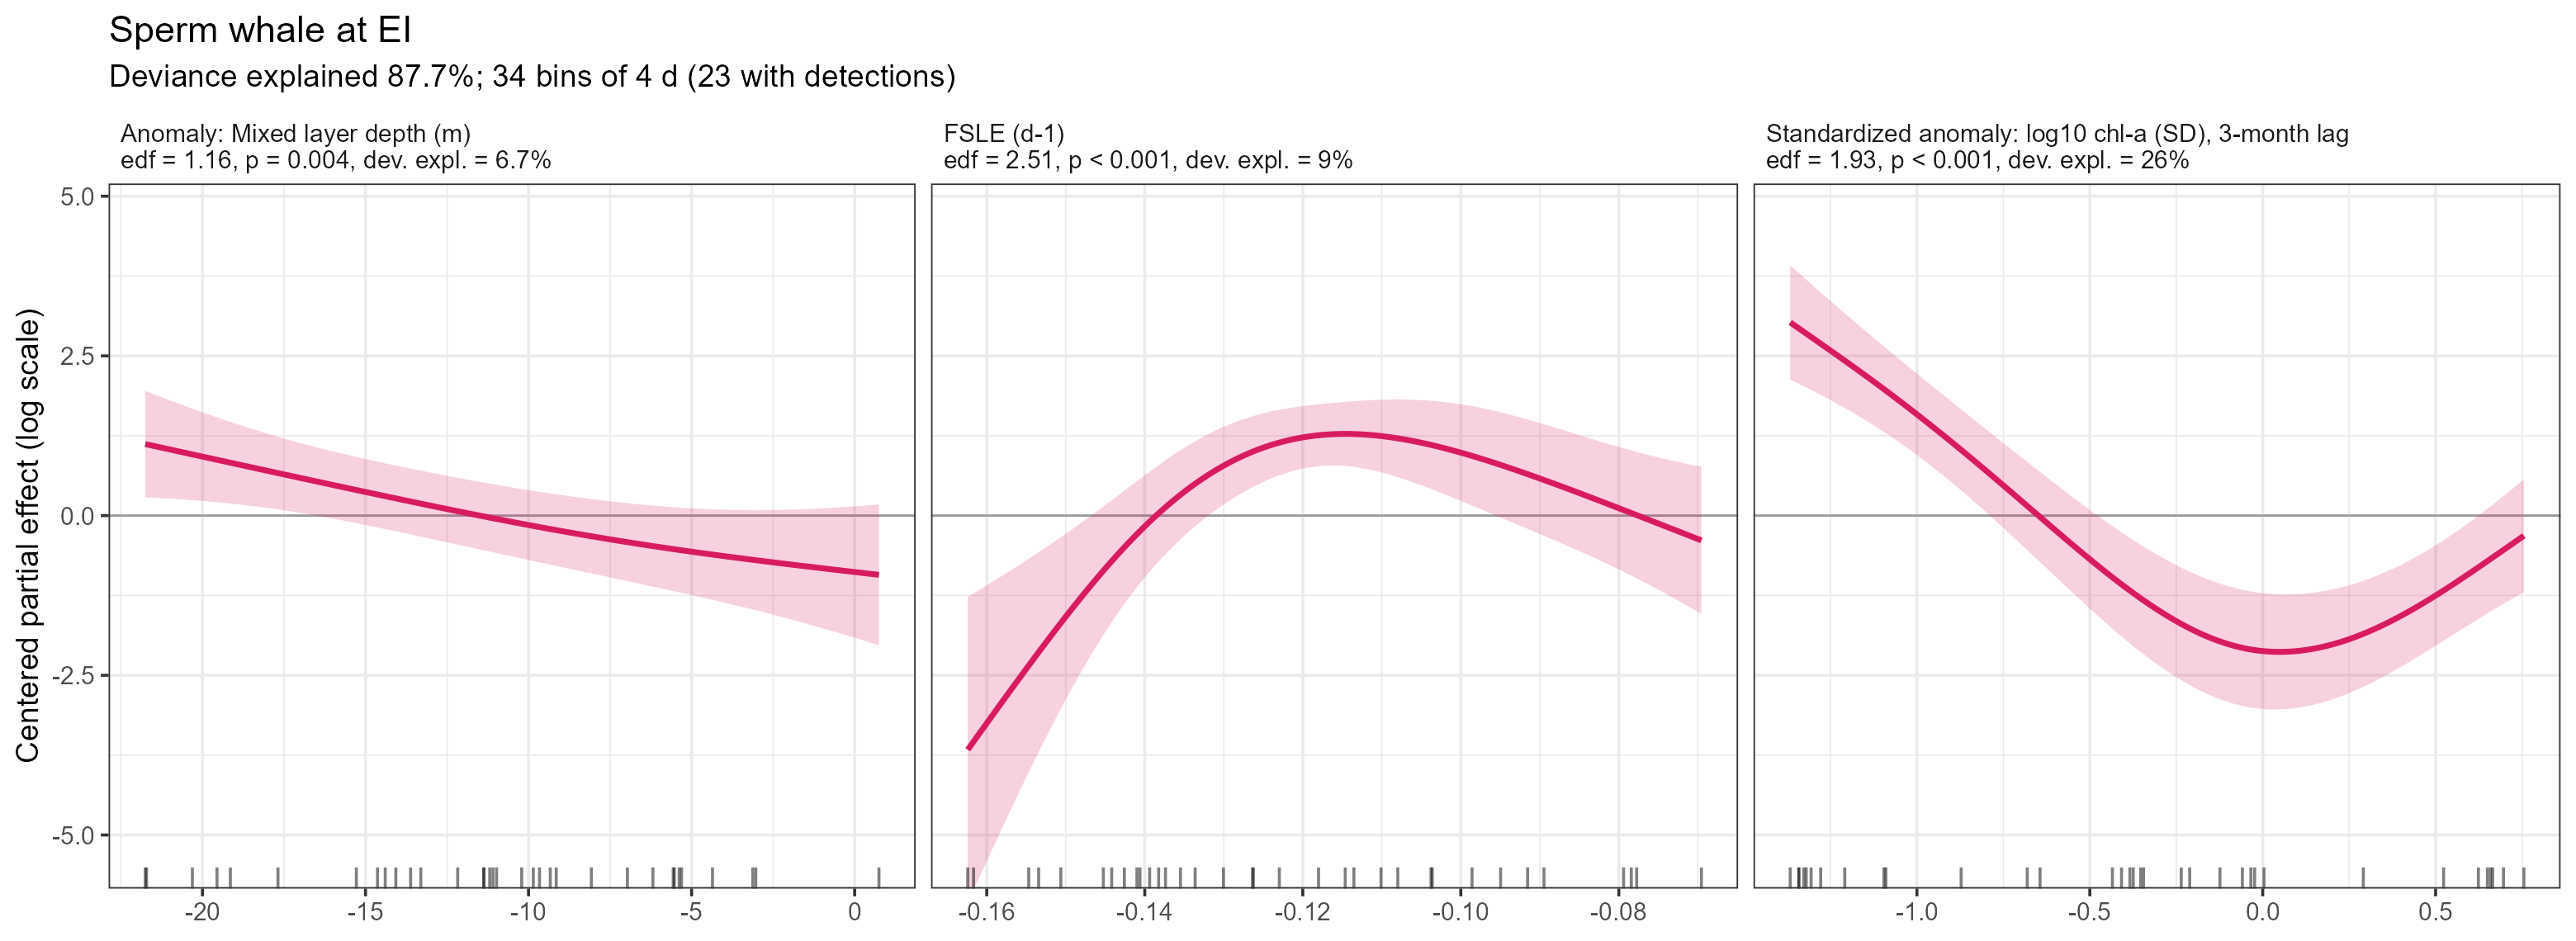 Sperm whale at EI
Deviance explained 87.7%; 34 bins of 4 d (23 with detections)
Anomaly: Mixed layer depth (m)
edf = 1.16, p = 0.004, dev. expl. = 6.7%
FSLE (d-1)
edf = 2.51, p < 0.001, dev. expl. = 9%
Standardized anomaly: log10 chl-a (SD), 3-month lag
edf = 1.93, p < 0.001, dev. expl. = 26%
Centered partial effect (log scale)
5.0
2.5
0.0
-2.5
-5.0
-20 -15 -10 -5 0
-0.16 -0.14 -0.12 -0.10 -0.08
-1.0 -0.5 0.0 0.5